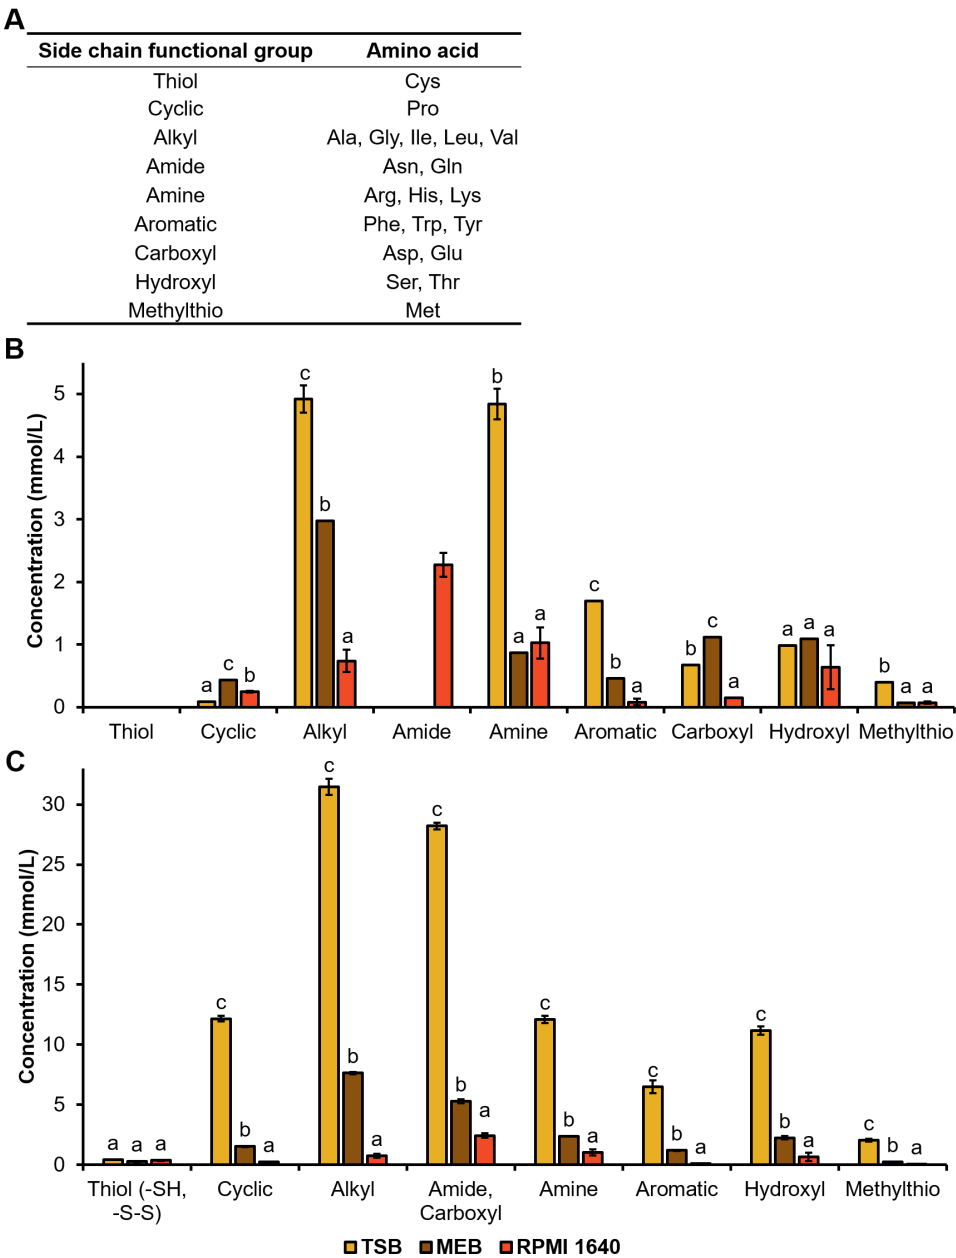 A
Side chain functional group Amino acid
Thiol Cys
Cyclic Pro
Alkyl Ala, Gly, Ile, Leu, Val
Amide Asn, Gln
Amine Arg, His, Lys
Aromatic Phe, Trp, Tyr
Carboxyl Asp, Glu
Hydroxyl Ser, Thr
Methylthio Met
B
Concentration (mmol/L)
5
4
3
2
1
0
a c b
c b a
b a a
c b a
b c a
a a a
b a a
Thiol Cyclic Alkyl Amide Amine Aromatic Carboxyl Hydroxyl Methylthio
C
Concentration (mmol/L)
30
25
20
15
10
5
0
a a a
c b a
c b a
c b a
c b a
c b a
c b a
c b a
Thiol (-SH, Cyclic Alkyl Amide, Amine Aromatic Hydroxyl Methylthio
-S-S) Carboxyl
TSB MEB RPMI 1640